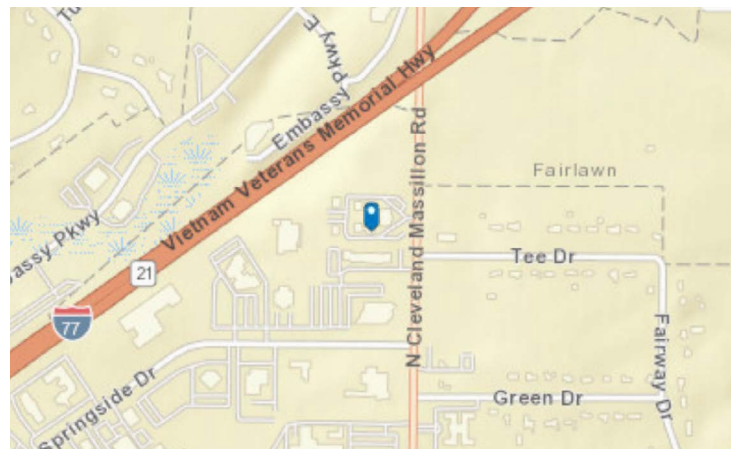 Embassy Pkwy E
Vietnam Veterans Memorial Hwy
N Cleveland Massillon Rd
Fairlawn
assy Pkwy
21
Tee Dr
77
Fairway Dr
Springside Dr
Green Dr